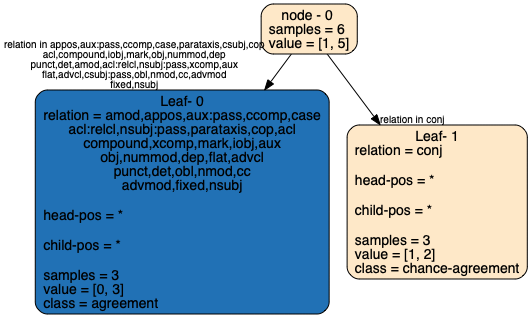 node - 0
samples = 6
value = [1, 5]
relation in appos,aux:pass,ccomp,case,parataxis,csubj,cop
acl,compound,iobj,mark,obj,nummod,dep
punct,det,amod,acl:relcl,nsubj:pass,xcomp,aux
flat,advcl,csubj:pass,obl,nmod,cc,advmod
fixed,nsubj
relation in conj
Leaf- 0
relation = amod,appos,aux:pass,ccomp,case
acl:relcl,nsubj:pass,parataxis,cop,acl
compound,xcomp,mark,iobj,aux
obj,nummod,dep,flat,advcl
punct,det,obl,nmod,cc
advmod,fixed,nsubj
head-pos = *
child-pos = *
samples = 3
value = [0, 3]
class = agreement
Leaf- 1
relation = conj
head-pos = *
child-pos = *
samples = 3
value = [1, 2]
class = chance-agreement